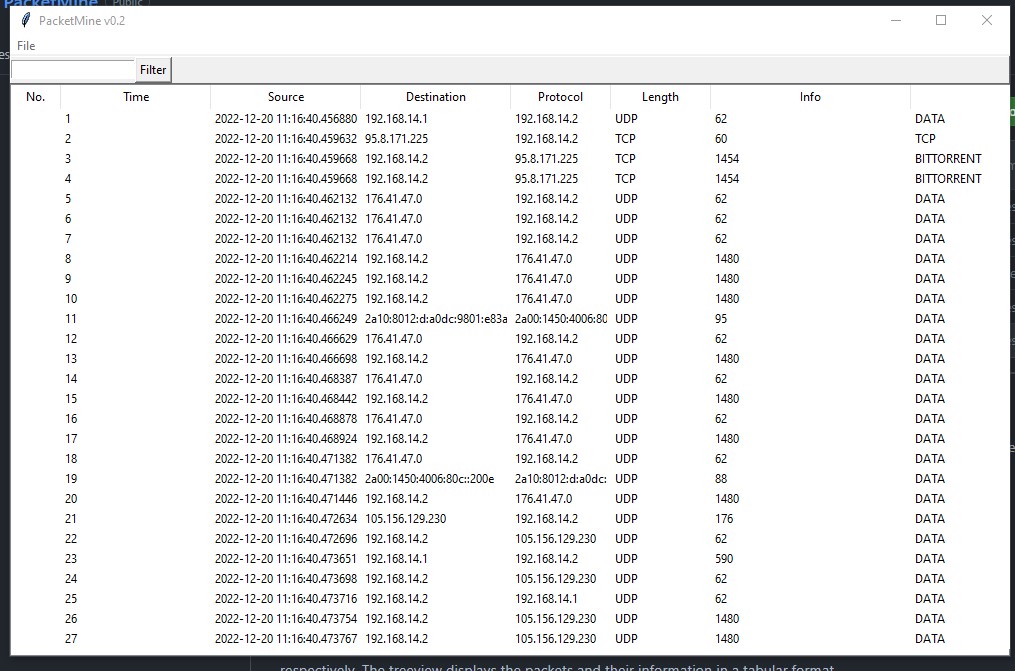 PacketMine Public
PacketMine v0.2
File
Filter
No. Time Source Destination Protocol Length Info
1 2022-12-20 11:16:40.456880 192.168.14.1 192.168.14.2 UDP 62 DATA
2 2022-12-20 11:16:40.459632 95.8.171.225 192.168.14.2 TCP 60 TCP
3 2022-12-20 11:16:40.459668 192.168.14.2 95.8.171.225 TCP 1454 BITTORRENT
4 2022-12-20 11:16:40.459668 192.168.14.2 95.8.171.225 TCP 1454 BITTORRENT
5 2022-12-20 11:16:40.462132 176.41.47.0 192.168.14.2 UDP 62 DATA
6 2022-12-20 11:16:40.462132 176.41.47.0 192.168.14.2 UDP 62 DATA
7 2022-12-20 11:16:40.462132 176.41.47.0 192.168.14.2 UDP 62 DATA
8 2022-12-20 11:16:40.462214 192.168.14.2 176.41.47.0 UDP 1480 DATA
9 2022-12-20 11:16:40.462245 192.168.14.2 176.41.47.0 UDP 1480 DATA
10 2022-12-20 11:16:40.462275 192.168.14.2 176.41.47.0 UDP 1480 DATA
11 2022-12-20 11:16:40.466249 2a10:8012:d:a0dc:9801:e83a 2a00:1450:4006:80 UDP 95 DATA
12 2022-12-20 11:16:40.466629 176.41.47.0 192.168.14.2 UDP 62 DATA
13 2022-12-20 11:16:40.466698 192.168.14.2 176.41.47.0 UDP 1480 DATA
14 2022-12-20 11:16:40.468387 176.41.47.0 192.168.14.2 UDP 62 DATA
15 2022-12-20 11:16:40.468442 192.168.14.2 176.41.47.0 UDP 1480 DATA
16 2022-12-20 11:16:40.468878 176.41.47.0 192.168.14.2 UDP 62 DATA
17 2022-12-20 11:16:40.468924 192.168.14.2 176.41.47.0 UDP 1480 DATA
18 2022-12-20 11:16:40.471382 176.41.47.0 192.168.14.2 UDP 62 DATA
19 2022-12-20 11:16:40.471382 2a00:1450:4006:80c::200e 2a10:8012:d:a0dc: UDP 88 DATA
20 2022-12-20 11:16:40.471446 192.168.14.2 176.41.47.0 UDP 1480 DATA
21 2022-12-20 11:16:40.472634 105.156.129.230 192.168.14.2 UDP 176 DATA
22 2022-12-20 11:16:40.472696 192.168.14.2 105.156.129.230 UDP 62 DATA
23 2022-12-20 11:16:40.473651 192.168.14.1 192.168.14.2 UDP 590 DATA
24 2022-12-20 11:16:40.473698 192.168.14.2 105.156.129.230 UDP 62 DATA
25 2022-12-20 11:16:40.473716 192.168.14.2 192.168.14.1 UDP 62 DATA
26 2022-12-20 11:16:40.473754 192.168.14.2 105.156.129.230 UDP 1480 DATA
27 2022-12-20 11:16:40.473767 192.168.14.2 105.156.129.230 UDP 1480 DATA
respectively. The treeview displays the packets and their information in a tabular format